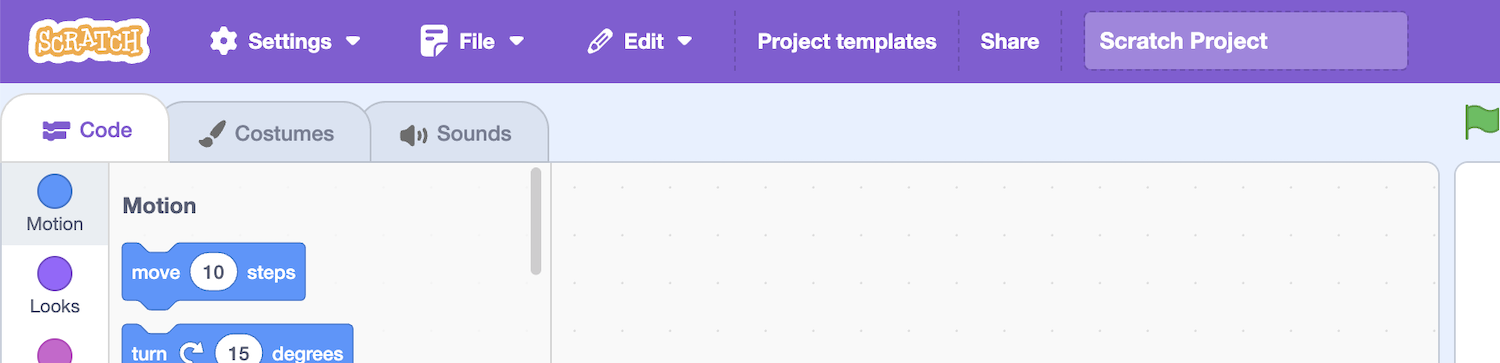 SCRATCH Settings File Edit Project templates Share Scratch Project
Code Costumes Sounds
Motion
Motion
move 10 steps
Looks
turn 15 degrees